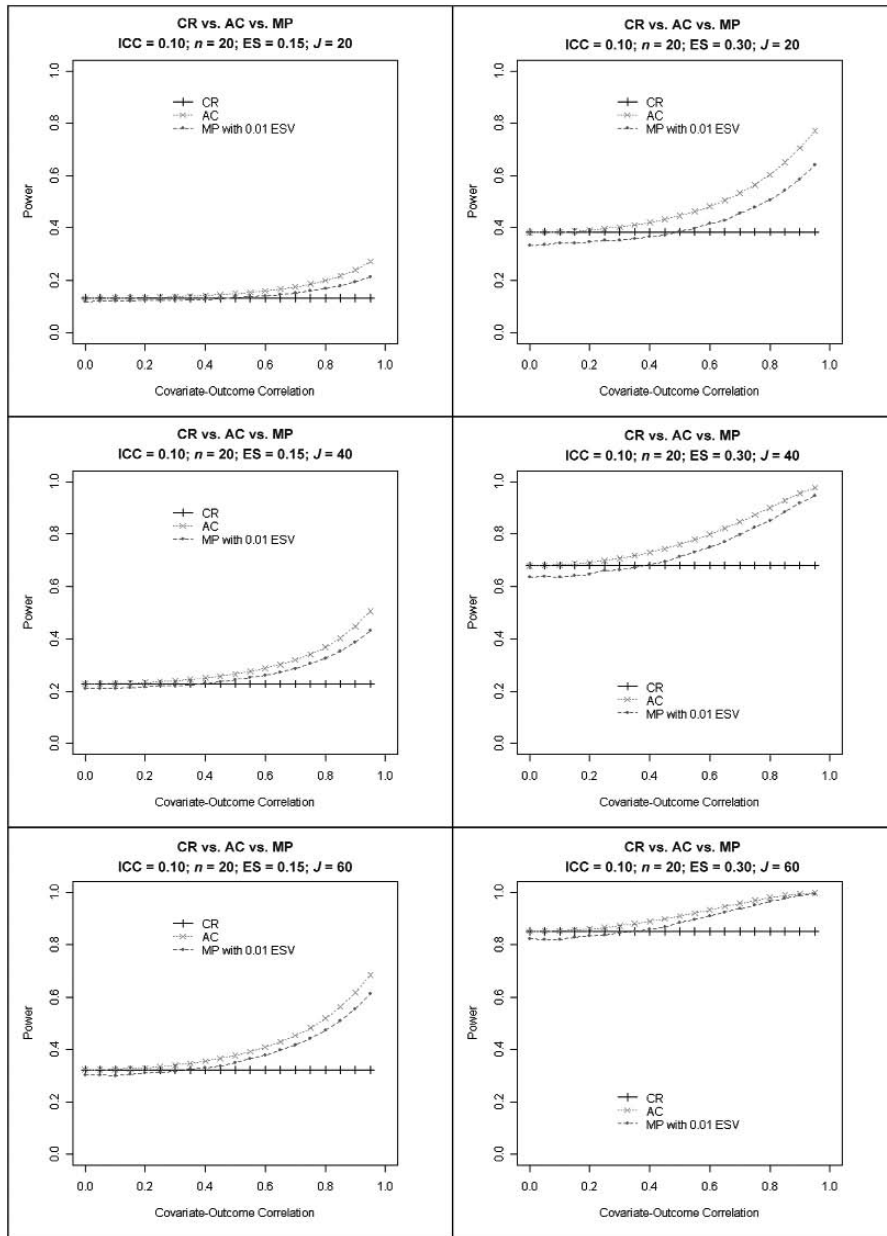 CR vs. AC vs. MP
ICC = 0.10; n = 20; ES = 0.15; J = 20
CR
AC
MP with 0.01 ESV
Power
0.0 0.2 0.4 0.6 0.8 1.0
0.0 0.2 0.4 0.6 0.8 1.0
Covariate-Outcome Correlation
CR vs. AC vs. MP
ICC = 0.10; n = 20; ES = 0.30; J = 20
CR
AC
MP with 0.01 ESV
Power
0.0 0.2 0.4 0.6 0.8 1.0
0.0 0.2 0.4 0.6 0.8 1.0
Covariate-Outcome Correlation
CR vs. AC vs. MP
ICC = 0.10; n = 20; ES = 0.15; J = 40
CR
AC
MP with 0.01 ESV
Power
0.0 0.2 0.4 0.6 0.8 1.0
0.0 0.2 0.4 0.6 0.8 1.0
Covariate-Outcome Correlation
CR vs. AC vs. MP
ICC = 0.10; n = 20; ES = 0.30; J = 40
CR
AC
MP with 0.01 ESV
Power
0.0 0.2 0.4 0.6 0.8 1.0
0.0 0.2 0.4 0.6 0.8 1.0
Covariate-Outcome Correlation
CR vs. AC vs. MP
ICC = 0.10; n = 20; ES = 0.15; J = 60
CR
AC
MP with 0.01 ESV
Power
0.0 0.2 0.4 0.6 0.8 1.0
0.0 0.2 0.4 0.6 0.8 1.0
Covariate-Outcome Correlation
CR vs. AC vs. MP
ICC = 0.10; n = 20; ES = 0.30; J = 60
CR
AC
MP with 0.01 ESV
Power
0.0 0.2 0.4 0.6 0.8 1.0
0.0 0.2 0.4 0.6 0.8 1.0
Covariate-Outcome Correlation